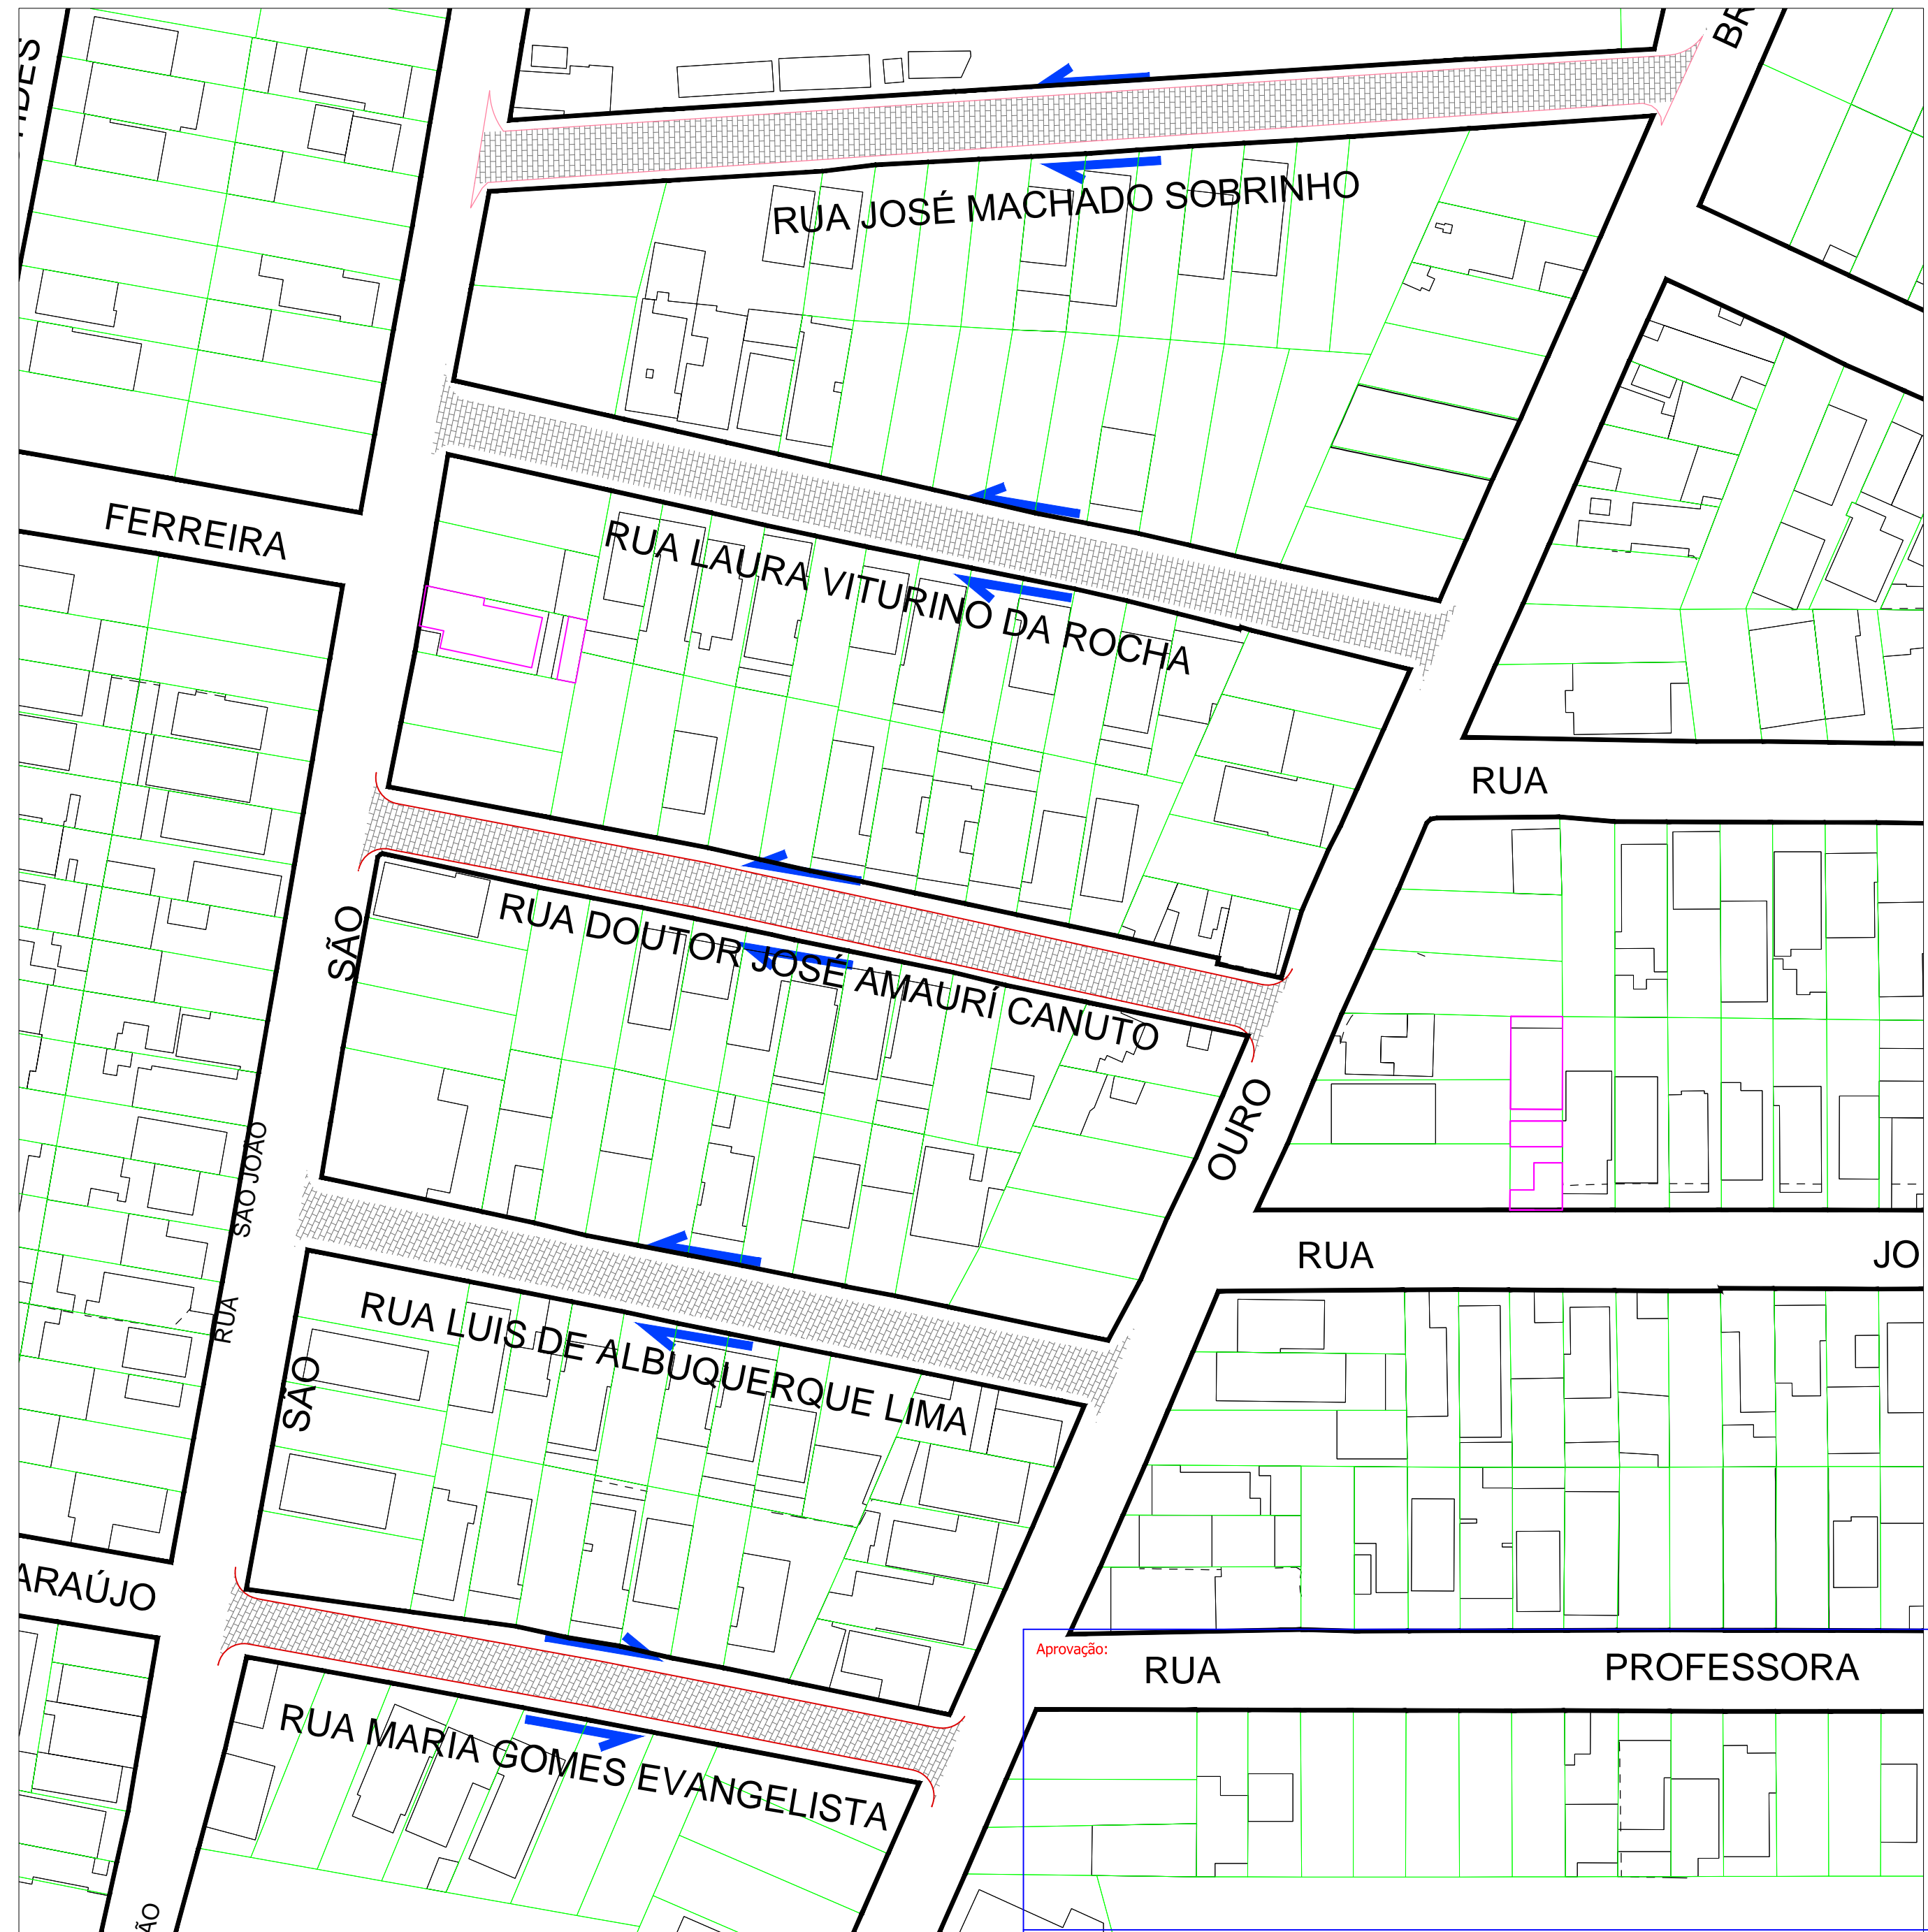 RUA JOSÉ MACHADO SOBRINHO
FERREIRA
RUA LAURA VITURINO DA ROCHA
RUA
SÃO
RUA DOUTOR JOSÉ AMAURÍ CANUTO
OURO
SÃO JOÃO
RUA
RUA
JO
RUA LUIS DE ALBUQUERQUE LIMA
SÃO
ARAÚJO
Aprovação:
RUA
PROFESSORA
RUA MARIA GOMES EVANGELISTA